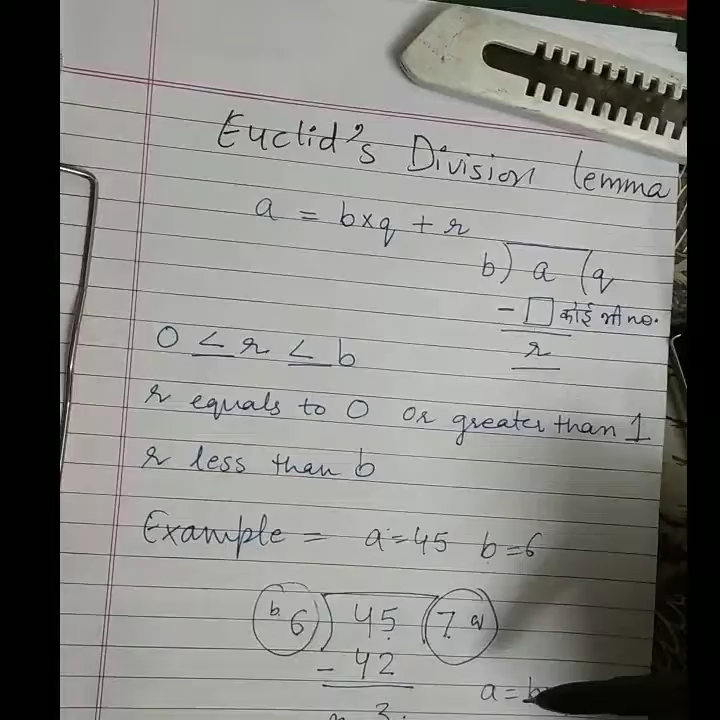 Euclid's Division lemma
a = b×q + r
b) a (q
- □ कोई भी no.
r
0 ≤ r ≤ b
r equals to 0 or greater than 1
r less than b
Example = a=45 b=6
b 6) 45 (7 q
- 42
3
a = b